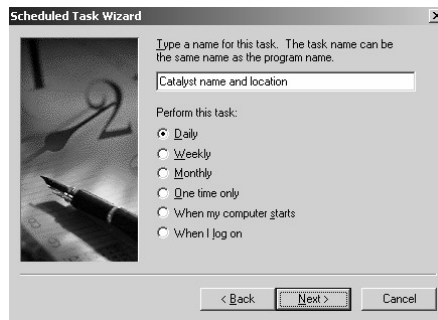 Scheduled Task Wizard
Type a name for this task. The task name can be
the same name as the program name.
Catalyst name and location
Perform this task:
Daily
Weekly
Monthly
One time only
When my computer starts
When I log on
< Back
Next >
Cancel